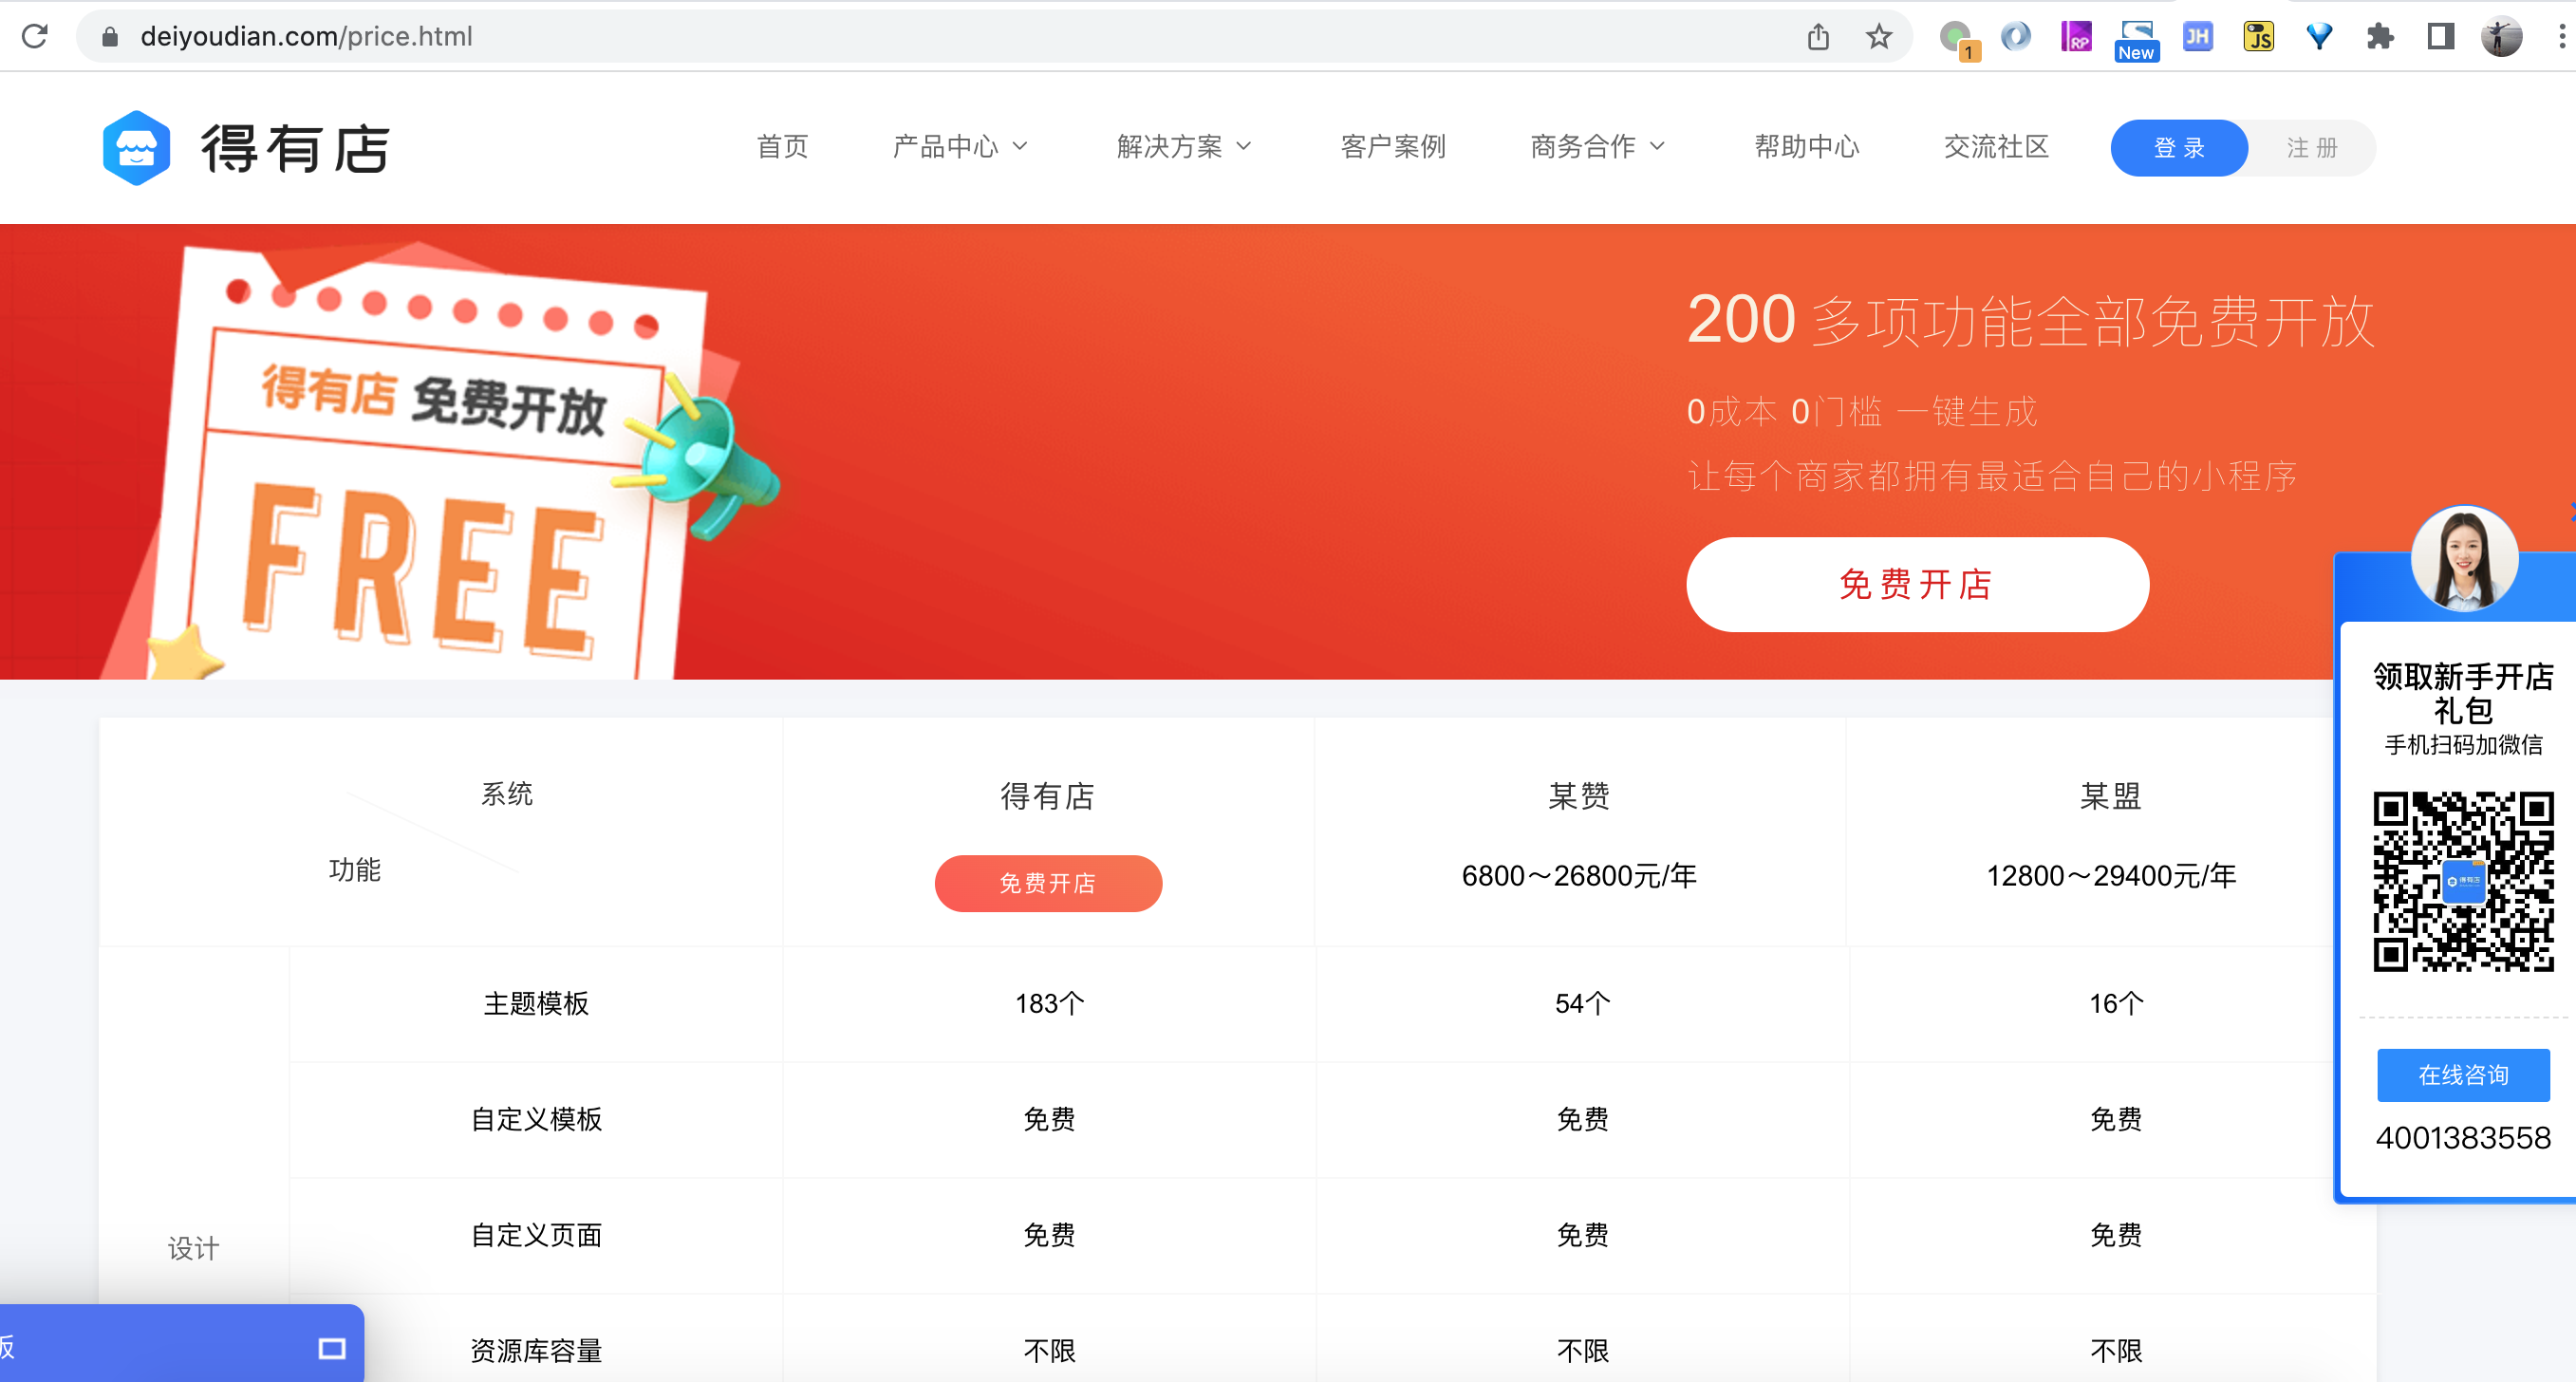 deiyoudian.com/price.html
1
RP
New
JH
JS
得有店
首页
产品中心
解决方案
客户案例
商务合作
帮助中心
交流社区
登录
注册
得有店 免费开放
FREE
200 多项功能全部免费开放
0成本 0门槛 一键生成
让每个商家都拥有最适合自己的小程序
免费开店
领取新手开店
礼包
手机扫码加微信
得有店
在线咨询
4001383558
系统
功能
得有店
免费开店
某赞
6800～26800元/年
某盟
12800～29400元/年
设计
主题模板 183个 54个 16个
自定义模板 免费 免费 免费
自定义页面 免费 免费 免费
资源库容量 不限 不限 不限